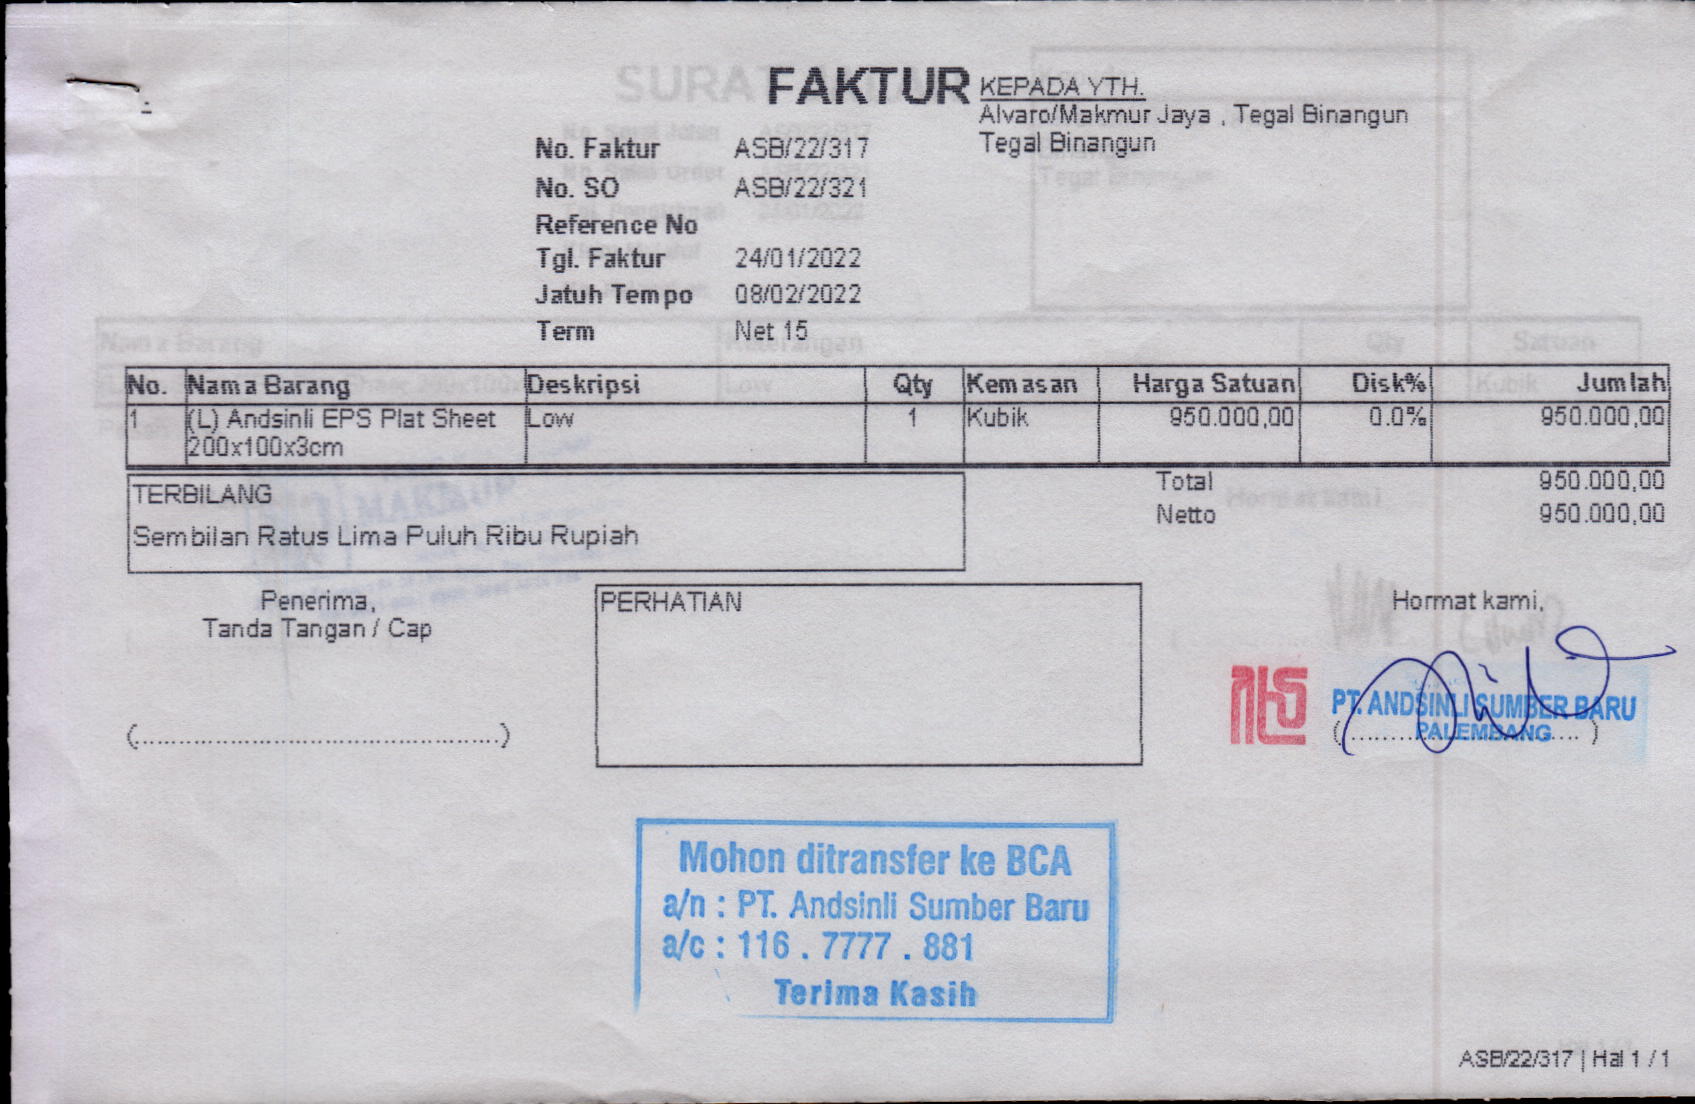 FAKTUR
KEPADA YTH.
Alvaro/Makmur Jaya , Tegal Binangun
Tegal Binangun
No. Faktur ASB/22/317
No. SO ASB/22/321
Reference No
Tgl. Faktur 24/01/2022
Jatuh Tempo 08/02/2022
Term Net 15
No. Nama Barang Deskripsi Qty Kemasan Harga Satuan Disk% Jumlah
1 (L) Andsinli EPS Plat Sheet Low 1 Kubik 950.000,00 0.0% 950.000,00
200x100x3cm
TERBILANG
Sembilan Ratus Lima Puluh Ribu Rupiah
Total 950.000,00
Netto 950.000,00
Penerima,
Tanda Tangan / Cap
PERHATIAN
Hormat kami,
PT. ANDSINLI SUMBER BARU
PALEMBANG
Mohon ditransfer ke BCA
a/n : PT. Andsinli Sumber Baru
a/c : 116 . 7777 . 881
Terima Kasih
ASB/22/317 | Hal 1 / 1